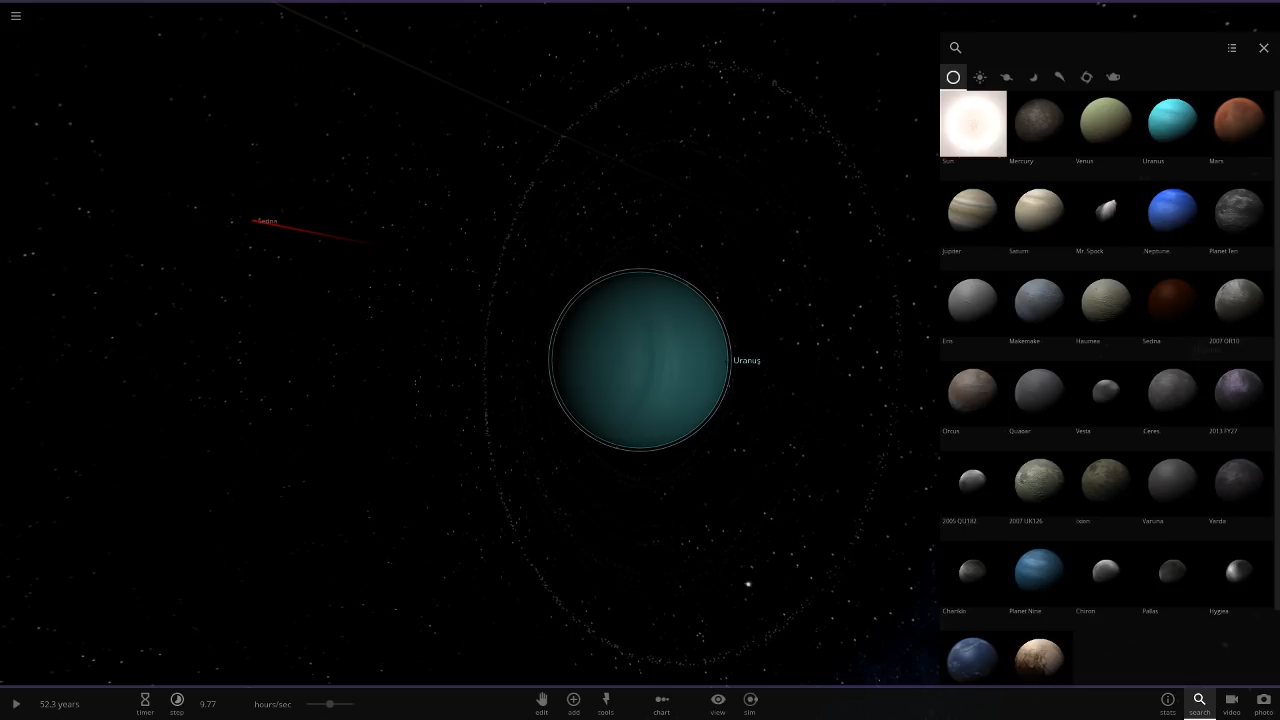 Sedna
Uranus
Sun
Mercury
Venus
Uranus
Mars
Jupiter
Saturn
Mr. Spock
Neptune
Planet Ten
Eris
Makemake
Haumea
Sedna
2007 OR10
Orcus
Quaoar
Vesta
Ceres
2013 FY27
2005 QU182
2007 UK126
Ixion
Varuna
Varda
Chariklo
Planet Nine
Chiron
Pallas
Hygiea
52.3 years
timer
step
9.77
hours/sec
edit
add
tools
chart
view
sim
stats
search
video
photo